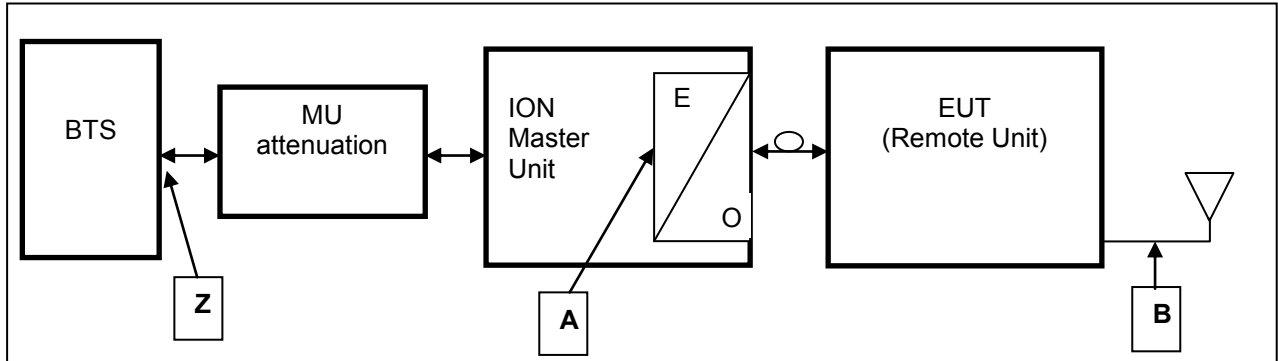 BTS
MU
attenuation
ION
Master
Unit
E
O
EUT
(Remote Unit)
Z
A
B